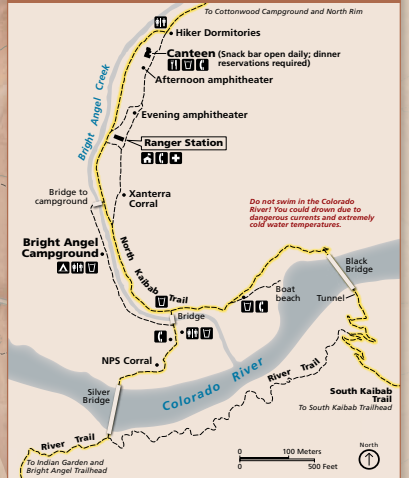 To Cottonwood Campground and North Rim
Hiker Dormitories
Canteen (Snack bar open daily; dinner
reservations required)
Afternoon amphitheater
Bright Angel Creek
Evening amphitheater
Ranger Station
Bridge to
campground
Xanterra
Corral
Do not swim in the Colorado
River! You could drown due to
dangerous currents and extremely
cold water temperatures.
Bright Angel
Campground
North Kaibab Trail
Black
Bridge
Boat
beach
Tunnel
Bridge
NPS Corral
Silver
Bridge
Colorado River
River Trail
South Kaibab
Trail
To South Kaibab Trailhead
River Trail
To Indian Garden and
Bright Angel Trailhead
North
0 100 Meters
0 500 Feet